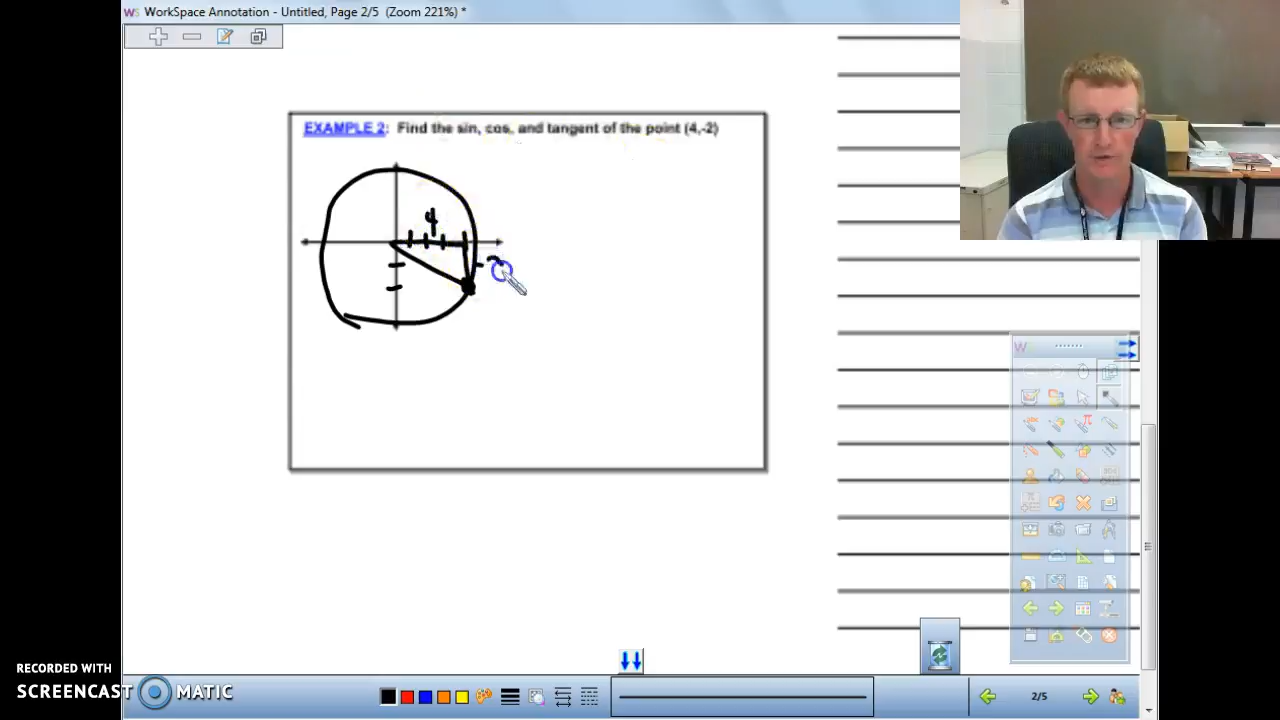 WS WorkSpace Annotation - Untitled, Page 2/5 (Zoom 221%) *
EXAMPLE 2: Find the sin, cos, and tangent of the point (4,-2)
4
W
2/5
RECORDED WITH
SCREENCAST MATIC